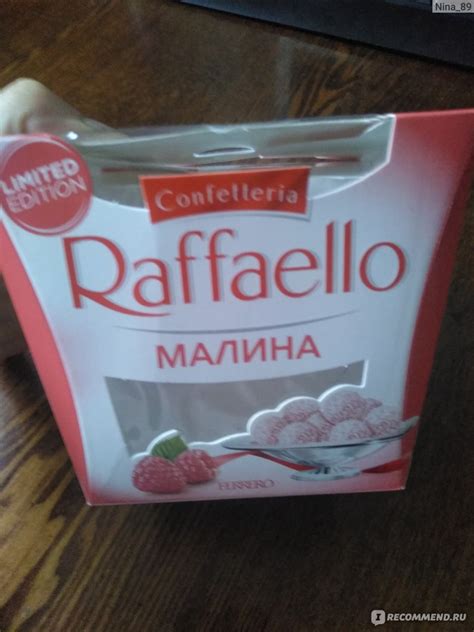 Nina_89
LIMITED
EDITION
Confetteria
Raffaello
МАЛИНА
FERRERO
I RECOMMEND.RU